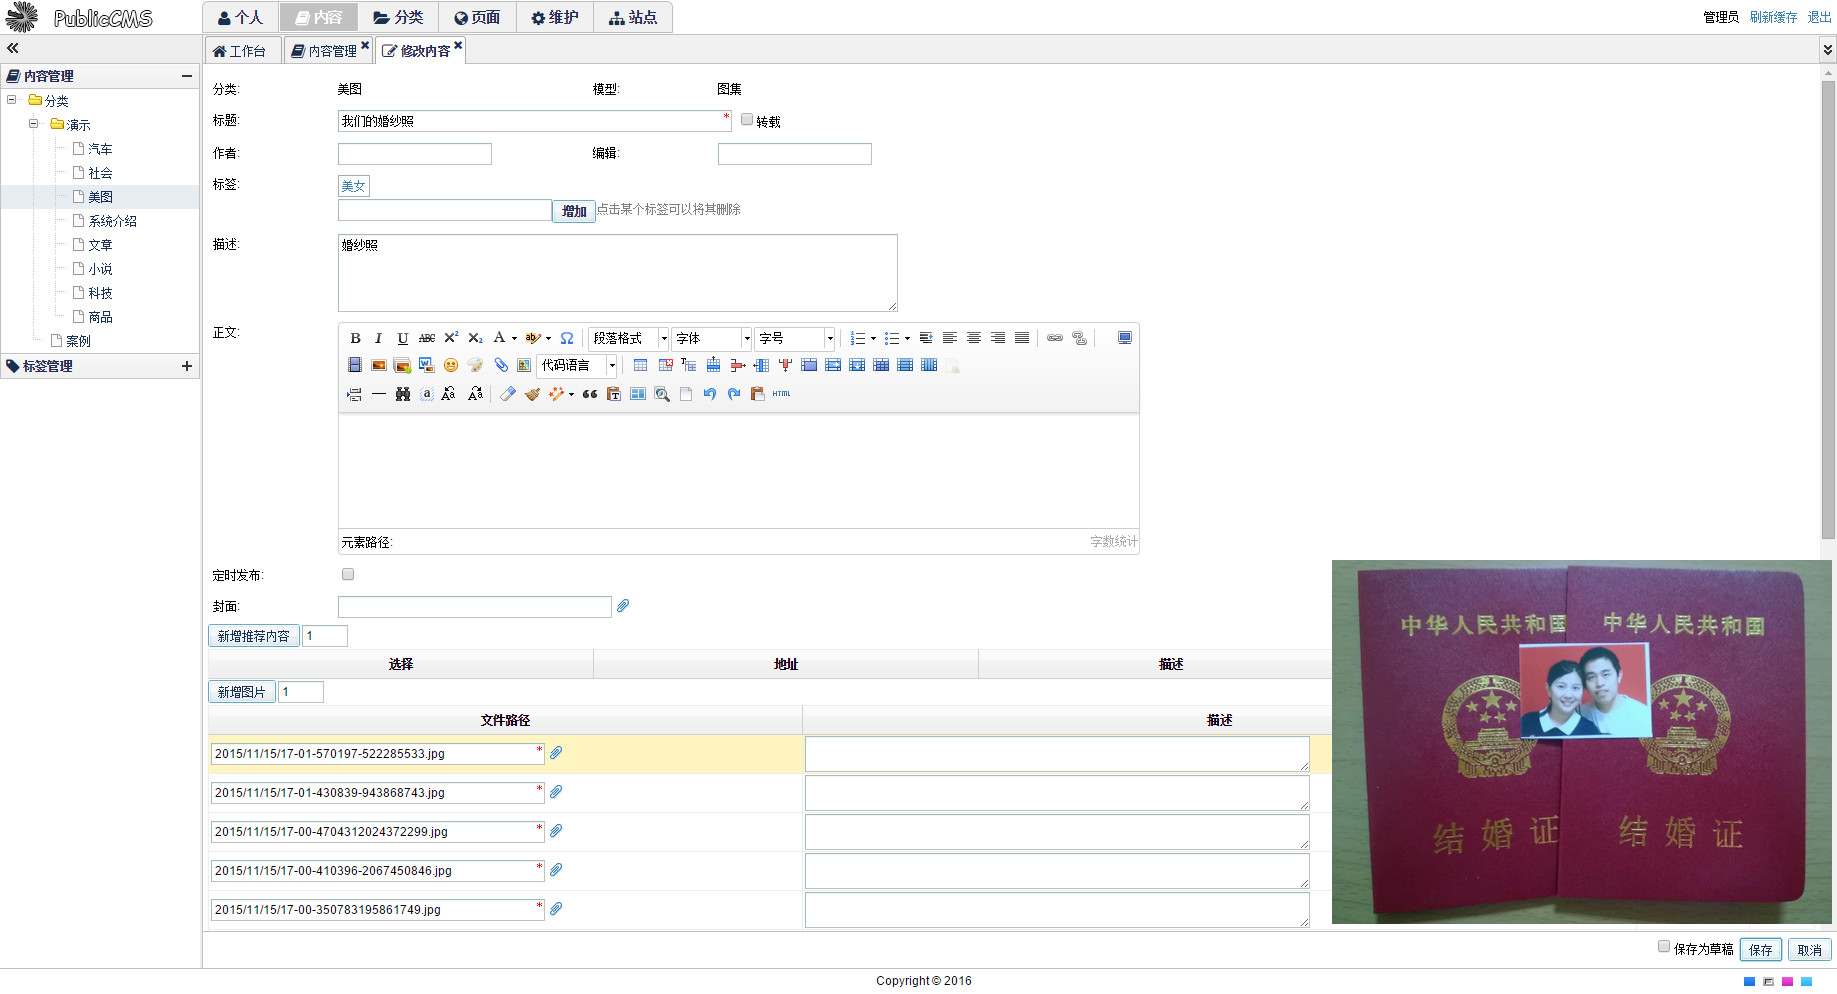 PublicCMS
个人 内容 分类 页面 维护 站点
管理员 刷新缓存 退出
工作台 内容管理 修改内容
内容管理
分类
演示
汽车
社会
美图
系统介绍
文章
小说
科技
商品
案例
标签管理
分类: 美图 模型: 图集
标题: 我们的婚纱照 * 转载
作者: 编辑:
标签: 美女
增加 点击某个标签可以将其删除
描述: 婚纱照
正文:
B I U ABC X² X₂ A ab Ω 段落格式 字体 字号
代码语言
HTML
元素路径: 字数统计
定时发布:
封面:
新增推荐内容 1
选择 地址 描述
新增图片 1
文件路径 描述
2015/11/15/17-01-570197-522285533.jpg *
2015/11/15/17-01-430839-943868743.jpg *
2015/11/15/17-00-4704312024372299.jpg *
2015/11/15/17-00-410396-2067450846.jpg *
2015/11/15/17-00-350783195861749.jpg *
中华人民共和国 中华人民共和国
结婚证 结婚证
保存为草稿 保存 取消
Copyright © 2016